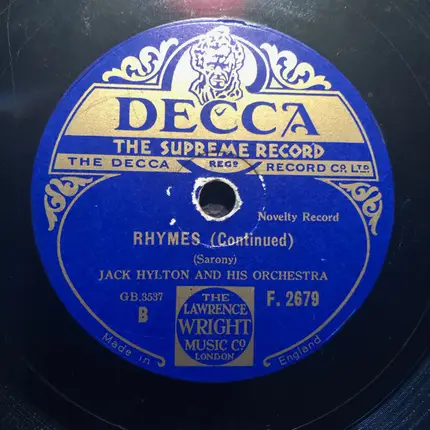 DECCA
THE SUPREME RECORD
THE DECCA REGD RECORD CO. LTD
Novelty Record
RHYMES (Continued)
(Sarony)
JACK HYLTON AND HIS ORCHESTRA
GB.3537
B
THE
LAWRENCE
WRIGHT
MUSIC CO
LONDON
F. 2679
Made in England